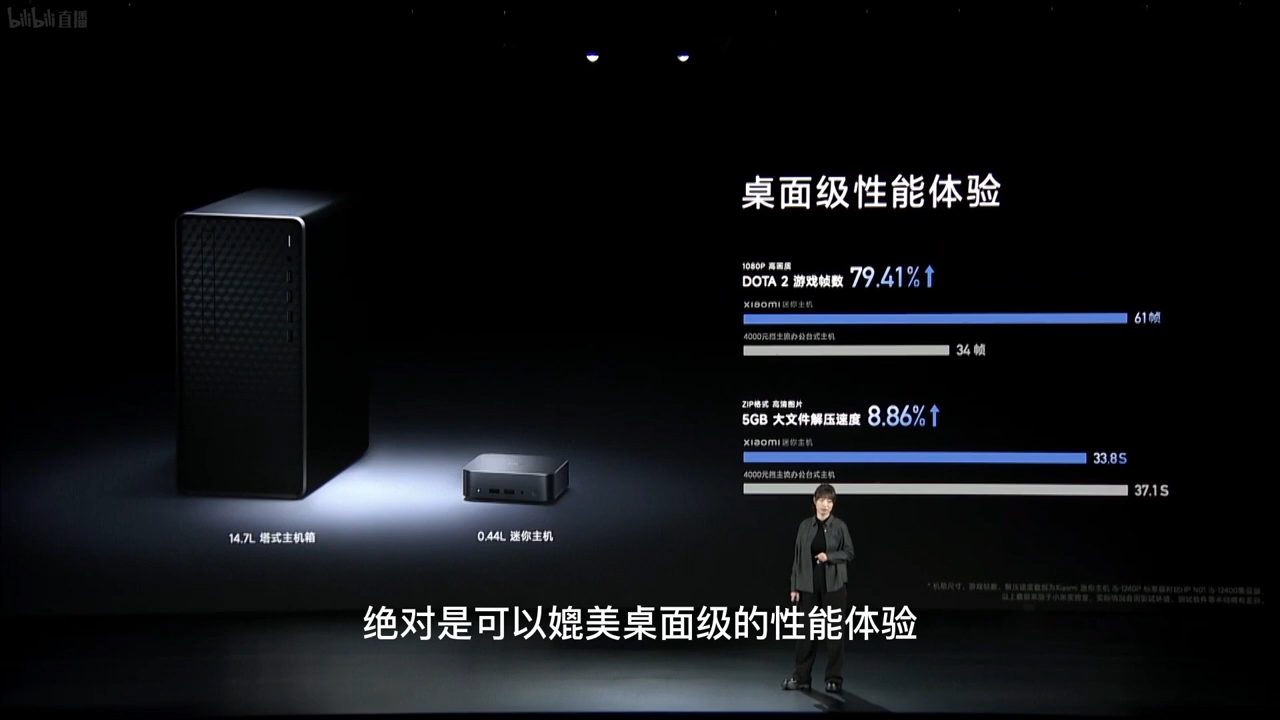 bilibili直播
桌面级性能体验
1080P 高画质
DOTA 2 游戏帧数 79.41%↑
xiaomi 迷你主机
61帧
4000元档主流办公台式主机
34 帧
ZIP格式 高清图片
5GB 大文件解压速度 8.86%↑
xiaomi 迷你主机
33.8S
4000元档主流办公台式主机
37.1S
14.7L 塔式主机箱
0.44L 迷你主机
绝对是可以媲美桌面级的性能体验